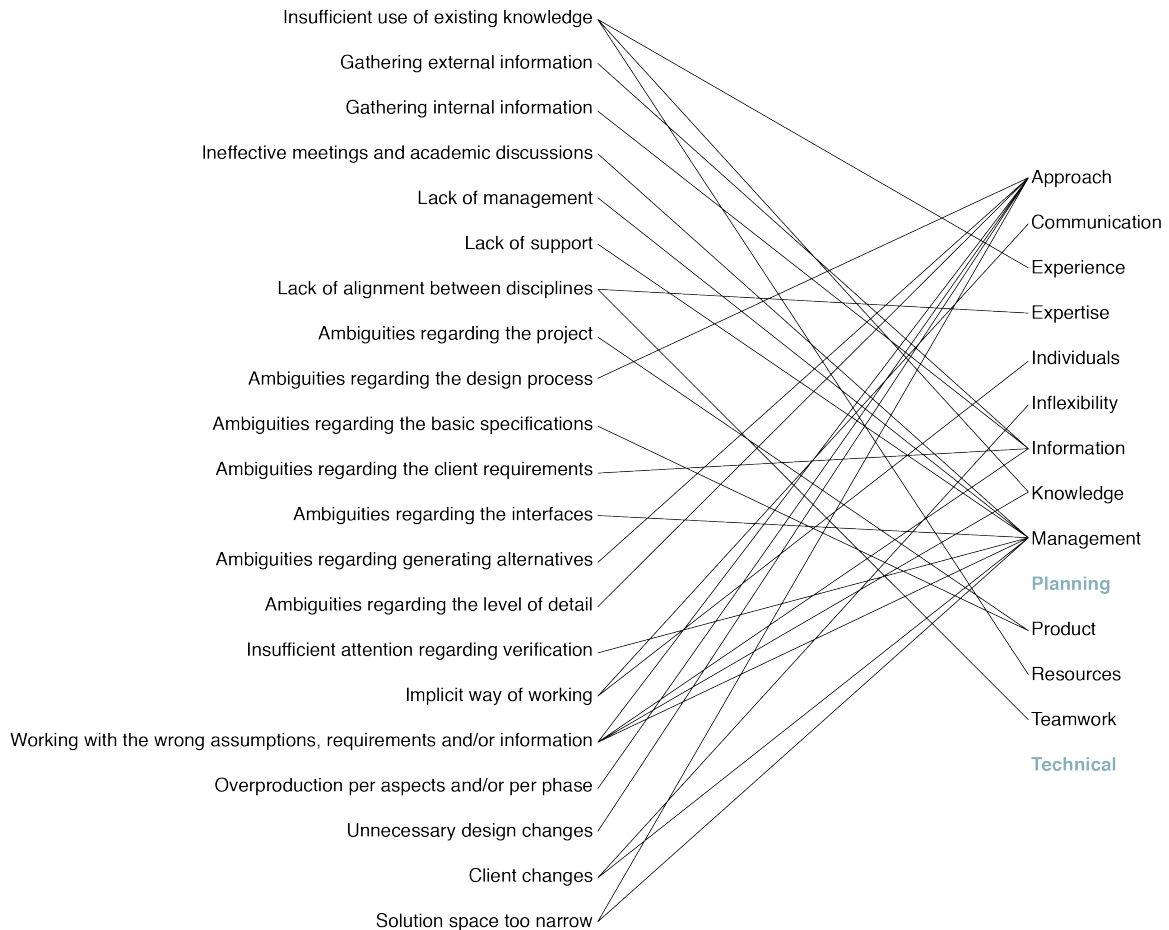 Insufficient use of existing knowledge
Gathering external information
Gathering internal information
Ineffective meetings and academic discussions
Lack of management
Lack of support
Lack of alignment between disciplines
Ambiguities regarding the project
Ambiguities regarding the design process
Ambiguities regarding the basic specifications
Ambiguities regarding the client requirements
Ambiguities regarding the interfaces
Ambiguities regarding generating alternatives
Ambiguities regarding the level of detail
Insufficient attention regarding verification
Implicit way of working
Working with the wrong assumptions, requirements and/or information
Overproduction per aspects and/or per phase
Unnecessary design changes
Client changes
Solution space too narrow
Approach
Communication
Experience
Expertise
Individuals
Inflexibility
Information
Knowledge
Management
Planning
Product
Resources
Teamwork
Technical